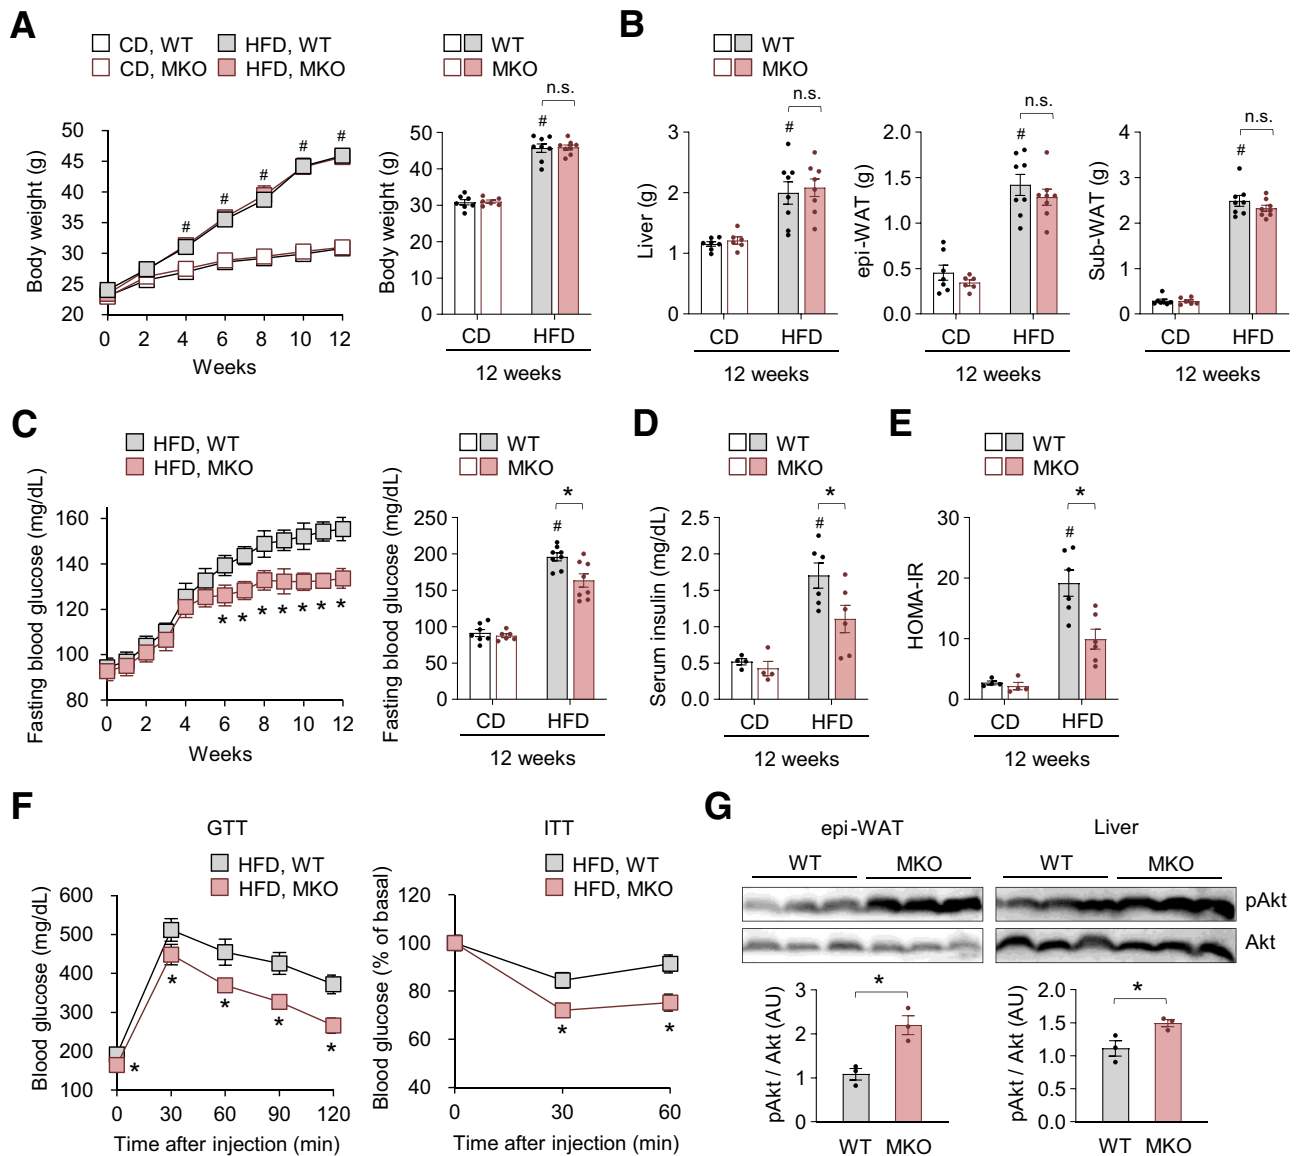 A
CD, WT
HFD, WT
CD, MKO
HFD, MKO
Body weight (g)
50
45
40
35
30
25
20
# # # # #
0 2 4 6 8 10 12
Weeks
WT
MKO
n.s.
#
Body weight (g)
50
40
30
20
10
0
CD HFD
12 weeks
B
WT
MKO
n.s.
#
Liver (g)
3
2
1
0
CD HFD
12 weeks
n.s.
#
epi-WAT (g)
2.0
1.5
1.0
0.5
0.0
CD HFD
12 weeks
n.s.
#
Sub-WAT (g)
4
3
2
1
0
CD HFD
12 weeks
C
HFD, WT
HFD, MKO
Fasting blood glucose (mg/dL)
160
140
120
100
80
* * * * * * *
0 2 4 6 8 10 12
Weeks
WT
MKO
*
#
Fasting blood glucose (mg/dL)
250
200
150
100
50
0
CD HFD
12 weeks
D
WT
MKO
*
#
Serum insulin (mg/dL)
2.5
2.0
1.5
1.0
0.5
0.0
CD HFD
12 weeks
E
WT
MKO
*
#
HOMA-IR
30
20
10
0
CD HFD
12 weeks
F
GTT
HFD, WT
HFD, MKO
Blood glucose (mg/dL)
600
500
400
300
200
100
* * * * *
0 30 60 90 120
Time after injection (min)
ITT
HFD, WT
HFD, MKO
Blood glucose (% of basal)
120
100
80
60
40
* *
0 30 60
Time after injection (min)
G
epi-WAT
Liver
WT MKO
WT MKO
pAkt
Akt
pAkt / Akt (AU)
3
2
1
0
*
WT MKO
pAkt / Akt (AU)
2.0
1.5
1.0
0.5
0.0
*
WT MKO